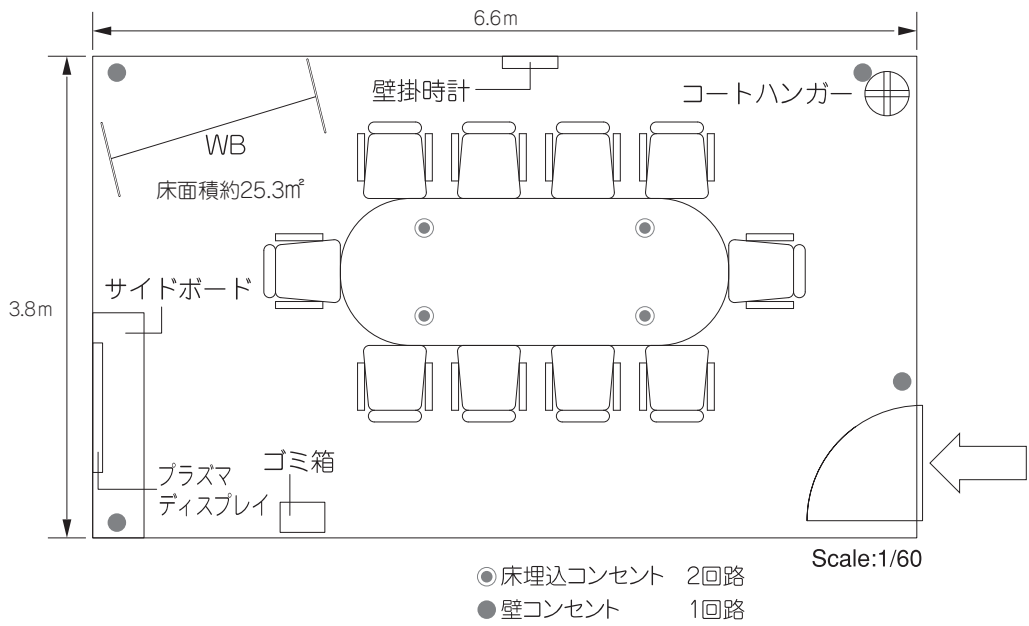 6.6m
壁掛時計
コートハンガー
WB
床面積約25.3㎡
サイドボード
3.8m
ゴミ箱
プラズマ
ディスプレイ
Scale:1/60
床埋込コンセント 2回路
壁コンセント 1回路